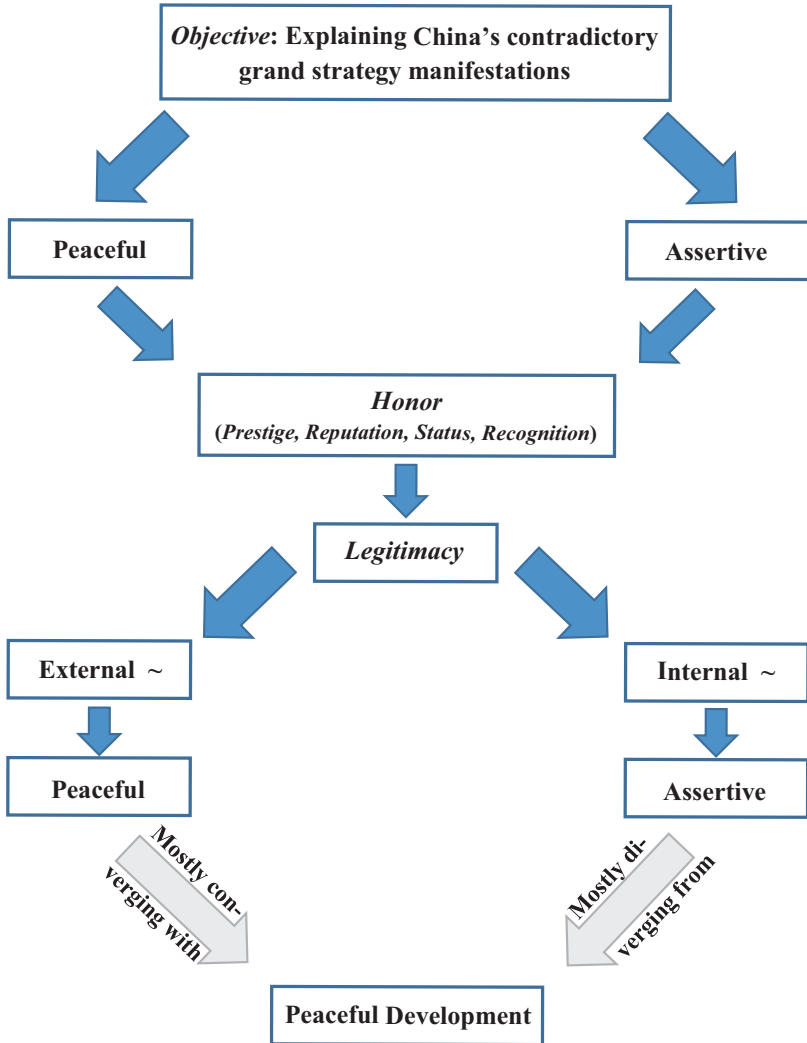 Objective: Explaining China’s contradictory
grand strategy manifestations
Peaceful
Assertive
Honor
(Prestige, Reputation, Status, Recognition)
Legitimacy
External ~
Internal ~
Peaceful
Assertive
Mostly con-
verging with
Mostly di-
verging from
Peaceful Development